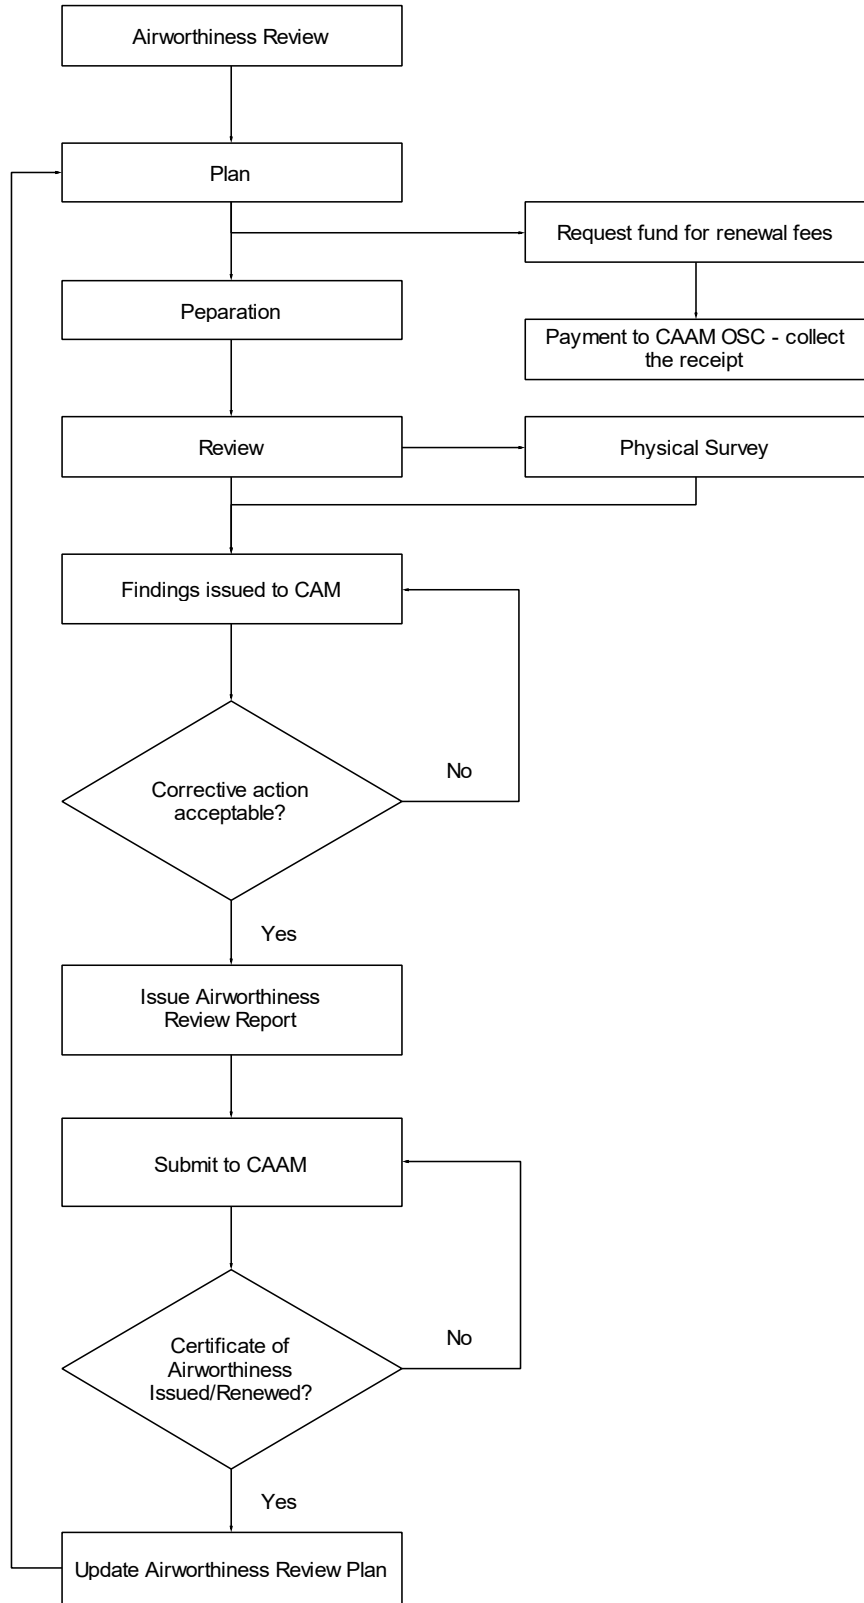 Airworthiness Review
Plan
Request fund for renewal fees
Peparation
Payment to CAAM OSC - collect
the receipt
Review
Physical Survey
Findings issued to CAM
No
Corrective action
acceptable?
Yes
Issue Airworthiness
Review Report
Submit to CAAM
No
Certificate of
Airworthiness
Issued/Renewed?
Yes
Update Airworthiness Review Plan